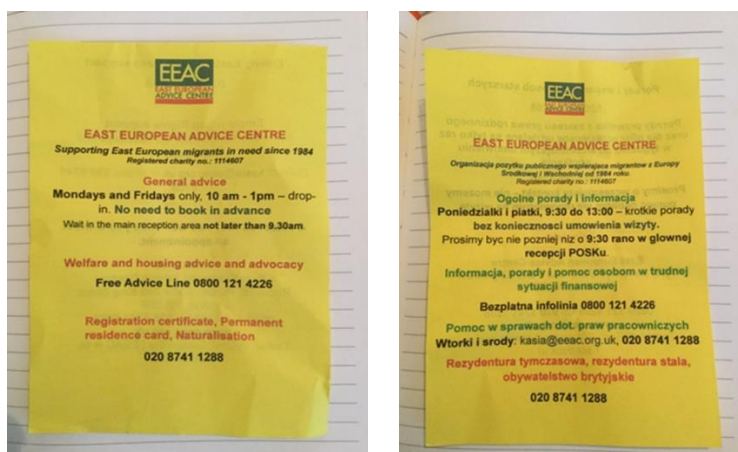 EEAC
EAST EUROPEAN
ADVICE CENTRE
EAST EUROPEAN ADVICE CENTRE
Supporting East European migrants in need since 1984
Registered charity no.: 1114607
General advice
Mondays and Fridays only, 10 am - 1pm – drop-
in. No need to book in advance
Wait in the main reception area not later than 9.30am.
Welfare and housing advice and advocacy
Free Advice Line 0800 121 4226
Registration certificate, Permanent
residence card, Naturalisation
020 8741 1288
EEAC
EAST EUROPEAN
ADVICE CENTRE
EAST EUROPEAN ADVICE CENTRE
Organizacja pozytku publicznego wspierajaca migrantow z Europy
Srodkowej i Wschodniej od 1984 roku.
Registered charity no.: 1114607
Ogolne porady i informacja
Poniedzialki i piatki, 9:30 do 13:00 – krotkie porady
bez koniecznosci umowienia wizyty.
Prosimy byc nie pozniej niz o 9:30 rano w glownej
recepcji POSKu.
Informacja, porady i pomoc osobom w trudnej
sytuacji finansowej
Bezplatna infolinia 0800 121 4226
Pomoc w sprawach dot. praw pracowniczych
Wtorki i srody: kasia@eeac.org.uk, 020 8741 1288
Rezydentura tymczasowa, rezydentura stala,
obywatelstwo brytyjskie
020 8741 1288